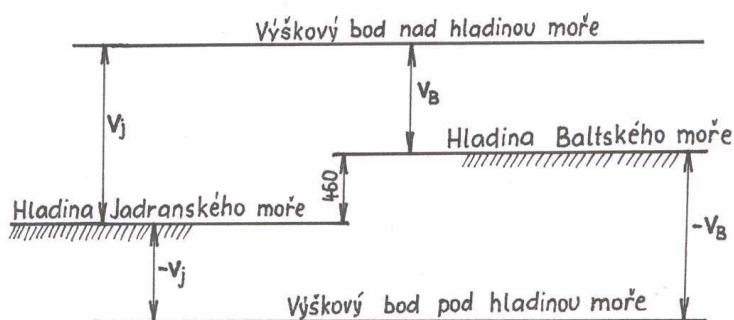 Výškový bod nad hladinou moře
Vj
VB
Hladina Baltského moře
460
Hladina Jadranského moře
-VB
-Vj
Výškový bod pod hladinou moře